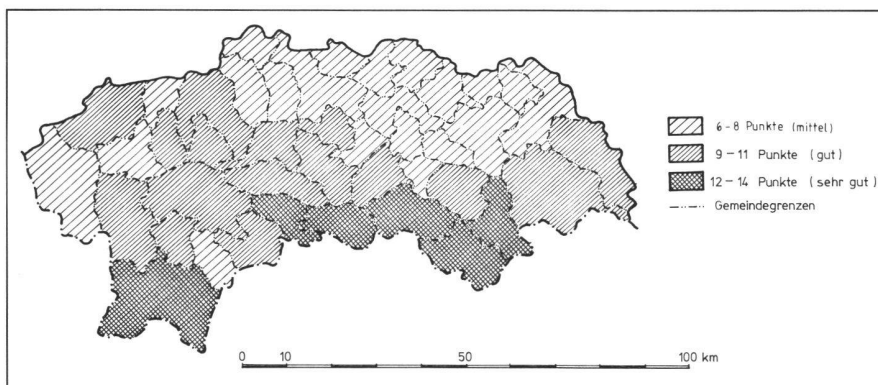 6-8 Punkte (mittel)
9-11 Punkte (gut)
12-14 Punkte (sehr gut)
Gemeindegrenzen
0 10 50 100 km